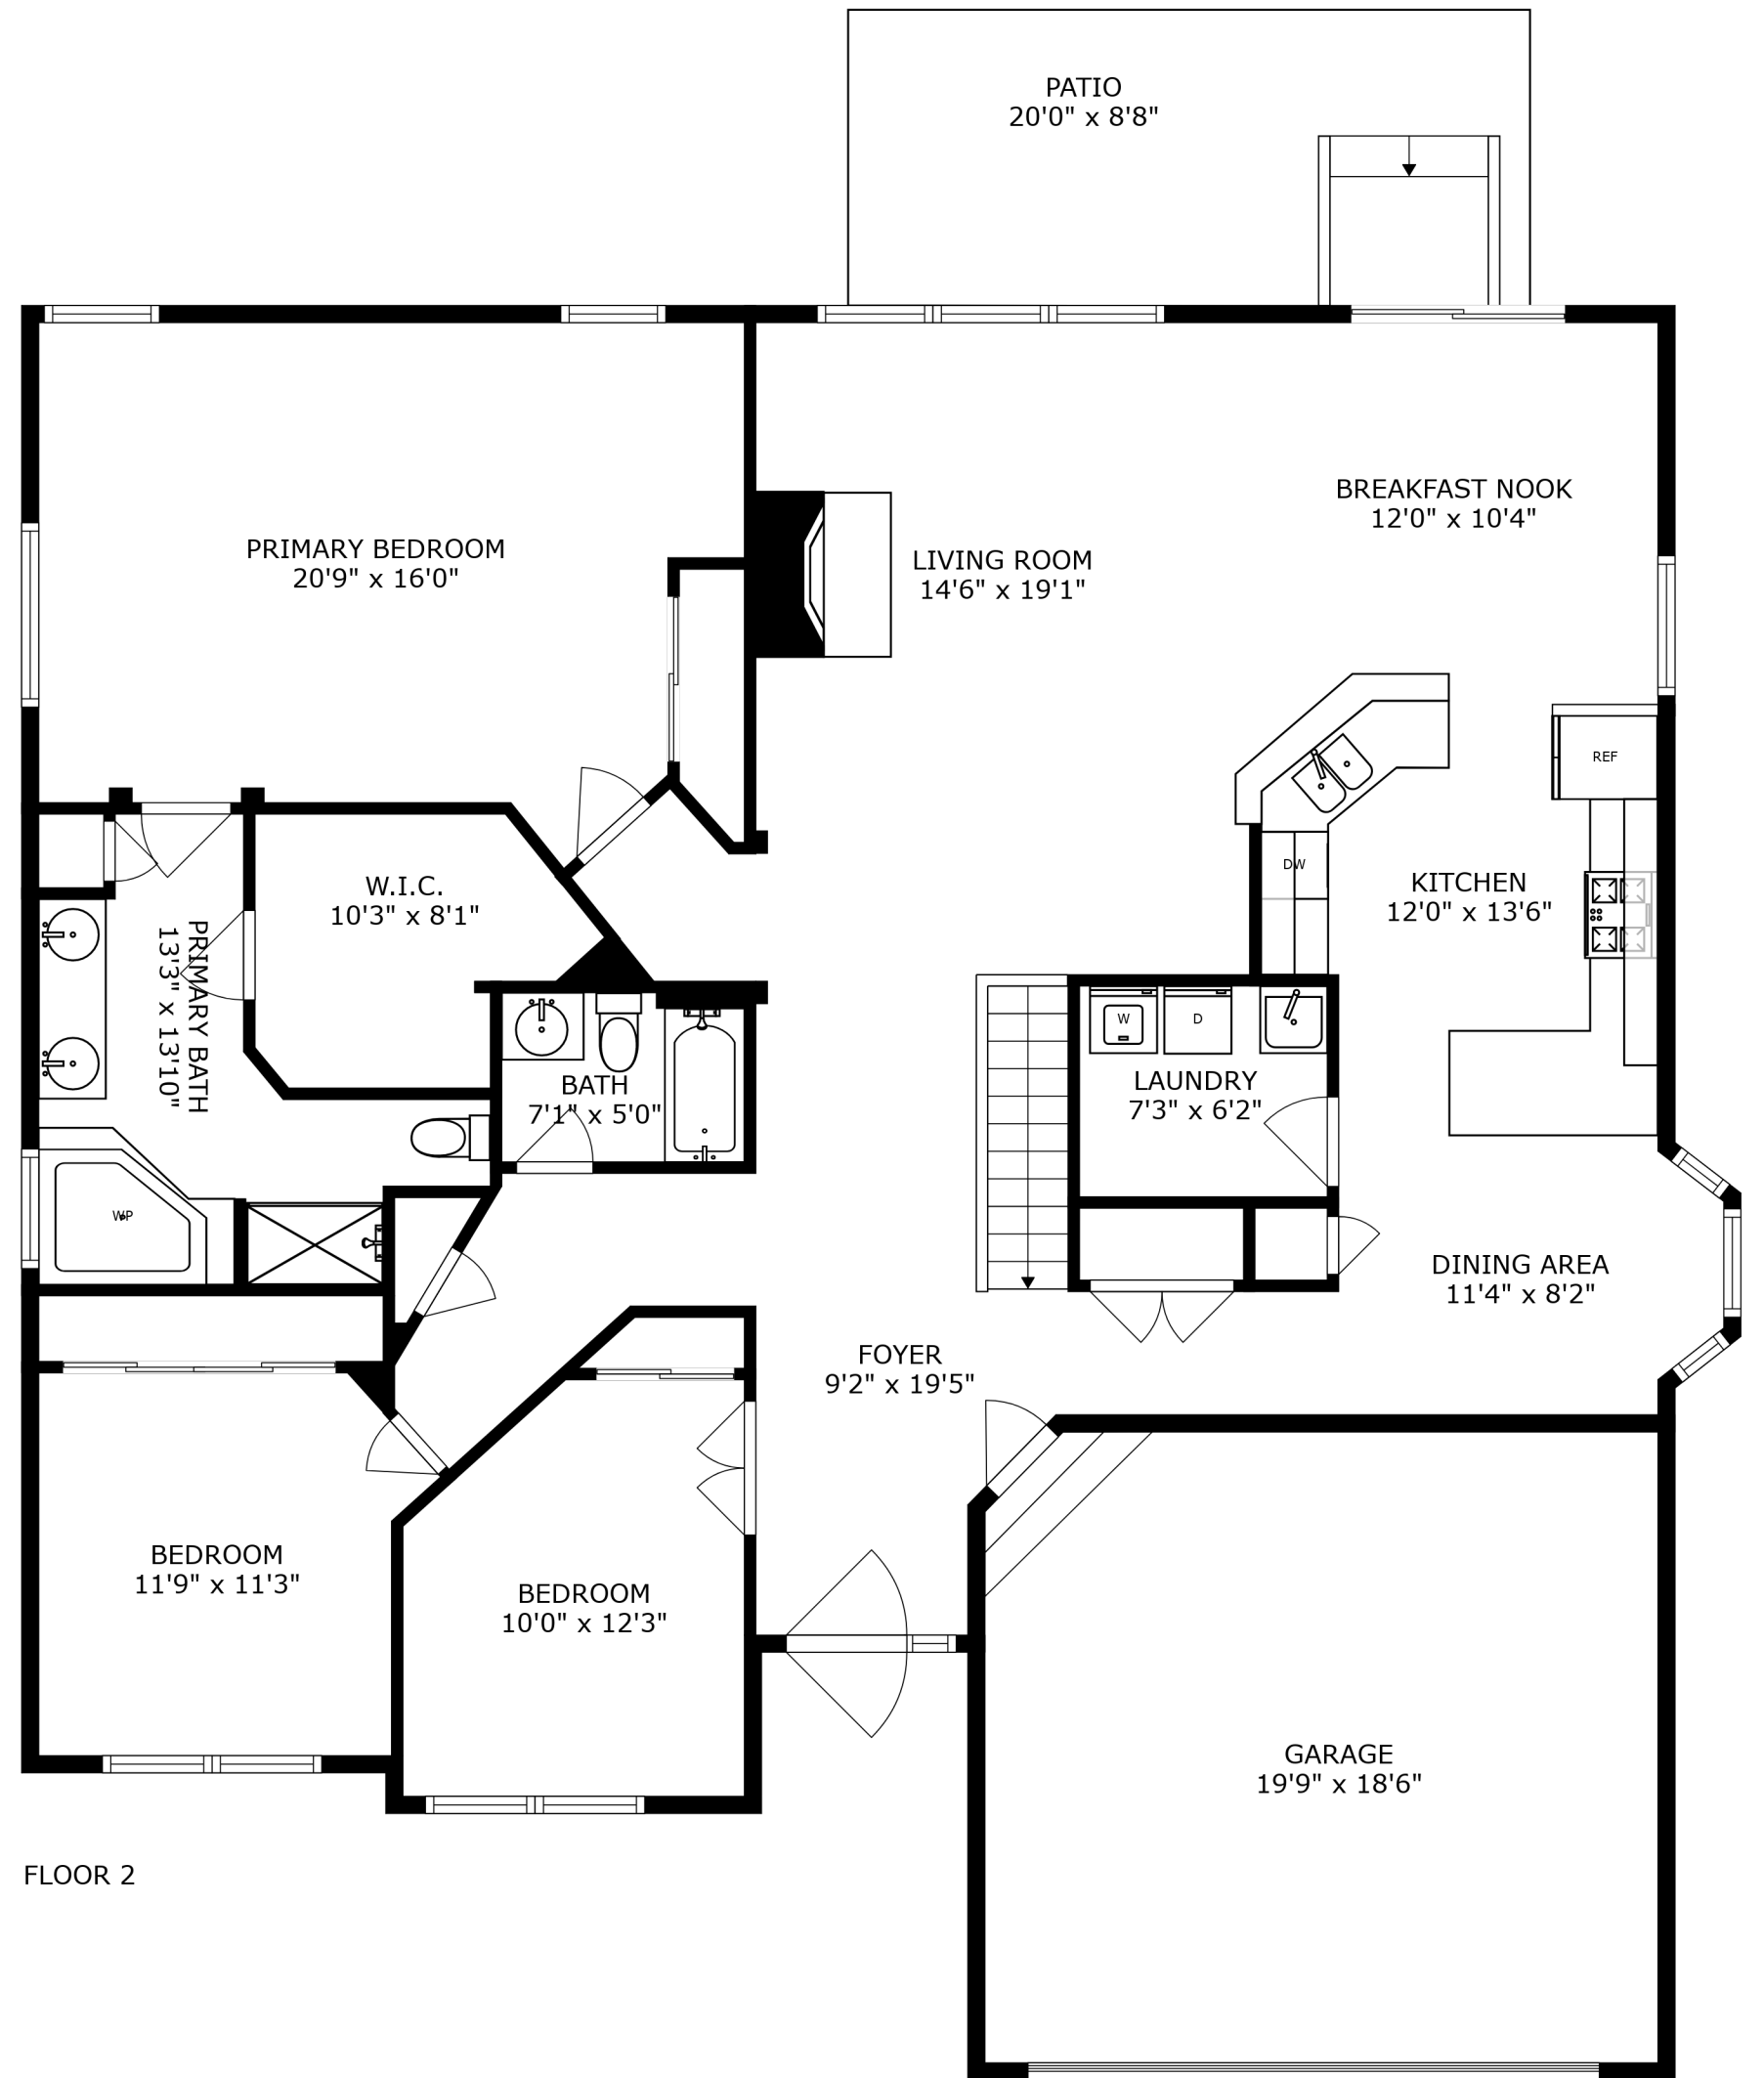 PATIO
20'0" x 8'8"
BREAKFAST NOOK
12'0" x 10'4"
PRIMARY BEDROOM
20'9" x 16'0"
LIVING ROOM
14'6" x 19'1"
REF
DW
KITCHEN
12'0" x 13'6"
W.I.C.
10'3" x 8'1"
PRIMARY BATH
13'3" x 13'10"
W
D
BATH
7'1" x 5'0"
LAUNDRY
7'3" x 6'2"
WP
DINING AREA
11'4" x 8'2"
FOYER
9'2" x 19'5"
BEDROOM
11'9" x 11'3"
BEDROOM
10'0" x 12'3"
GARAGE
19'9" x 18'6"
FLOOR 2